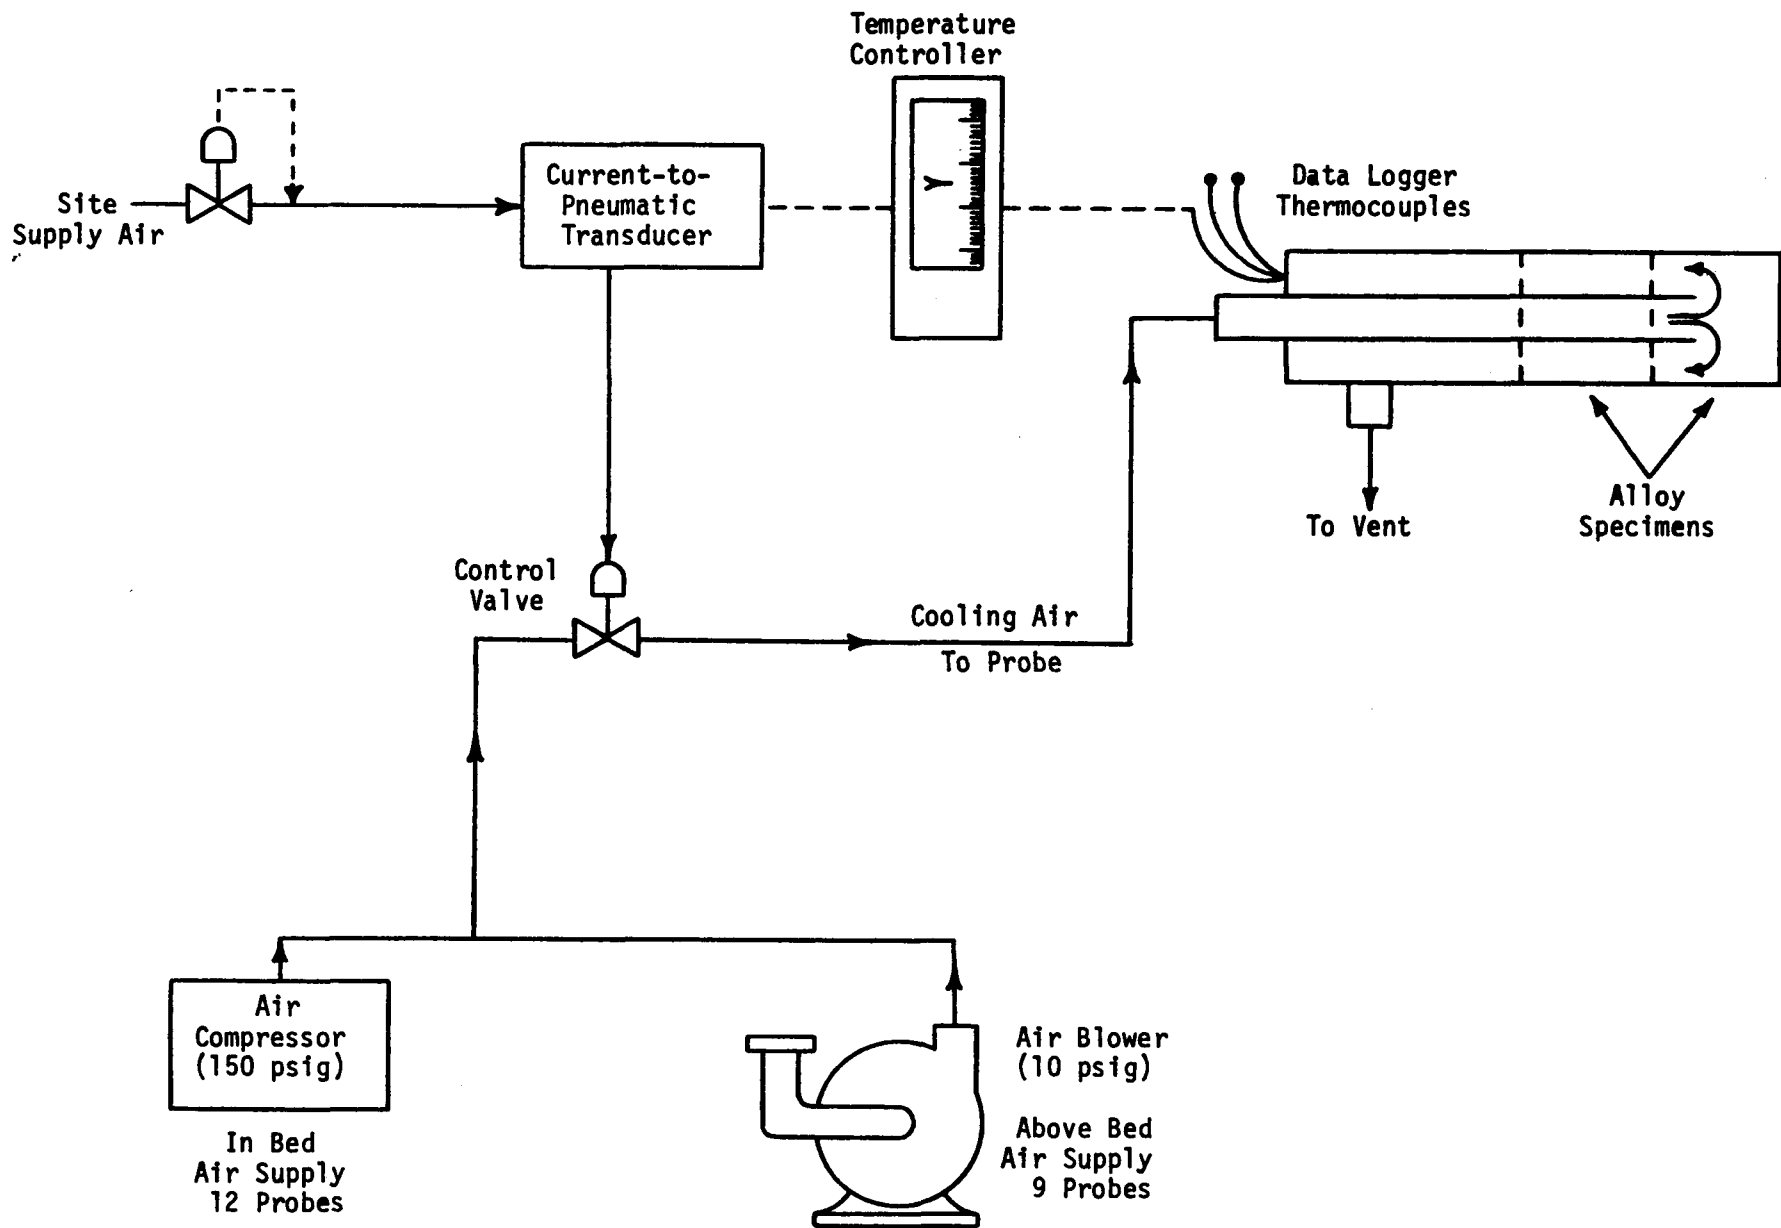 Temperature
Controller
Site
Supply Air
Current-to-
Pneumatic
Transducer
Data Logger
Thermocouples
To Vent
Alloy
Specimens
Control
Valve
Cooling Air
To Probe
Air
Compressor
(150 psig)
In Bed
Air Supply
12 Probes
Air Blower
(10 psig)
Above Bed
Air Supply
9 Probes